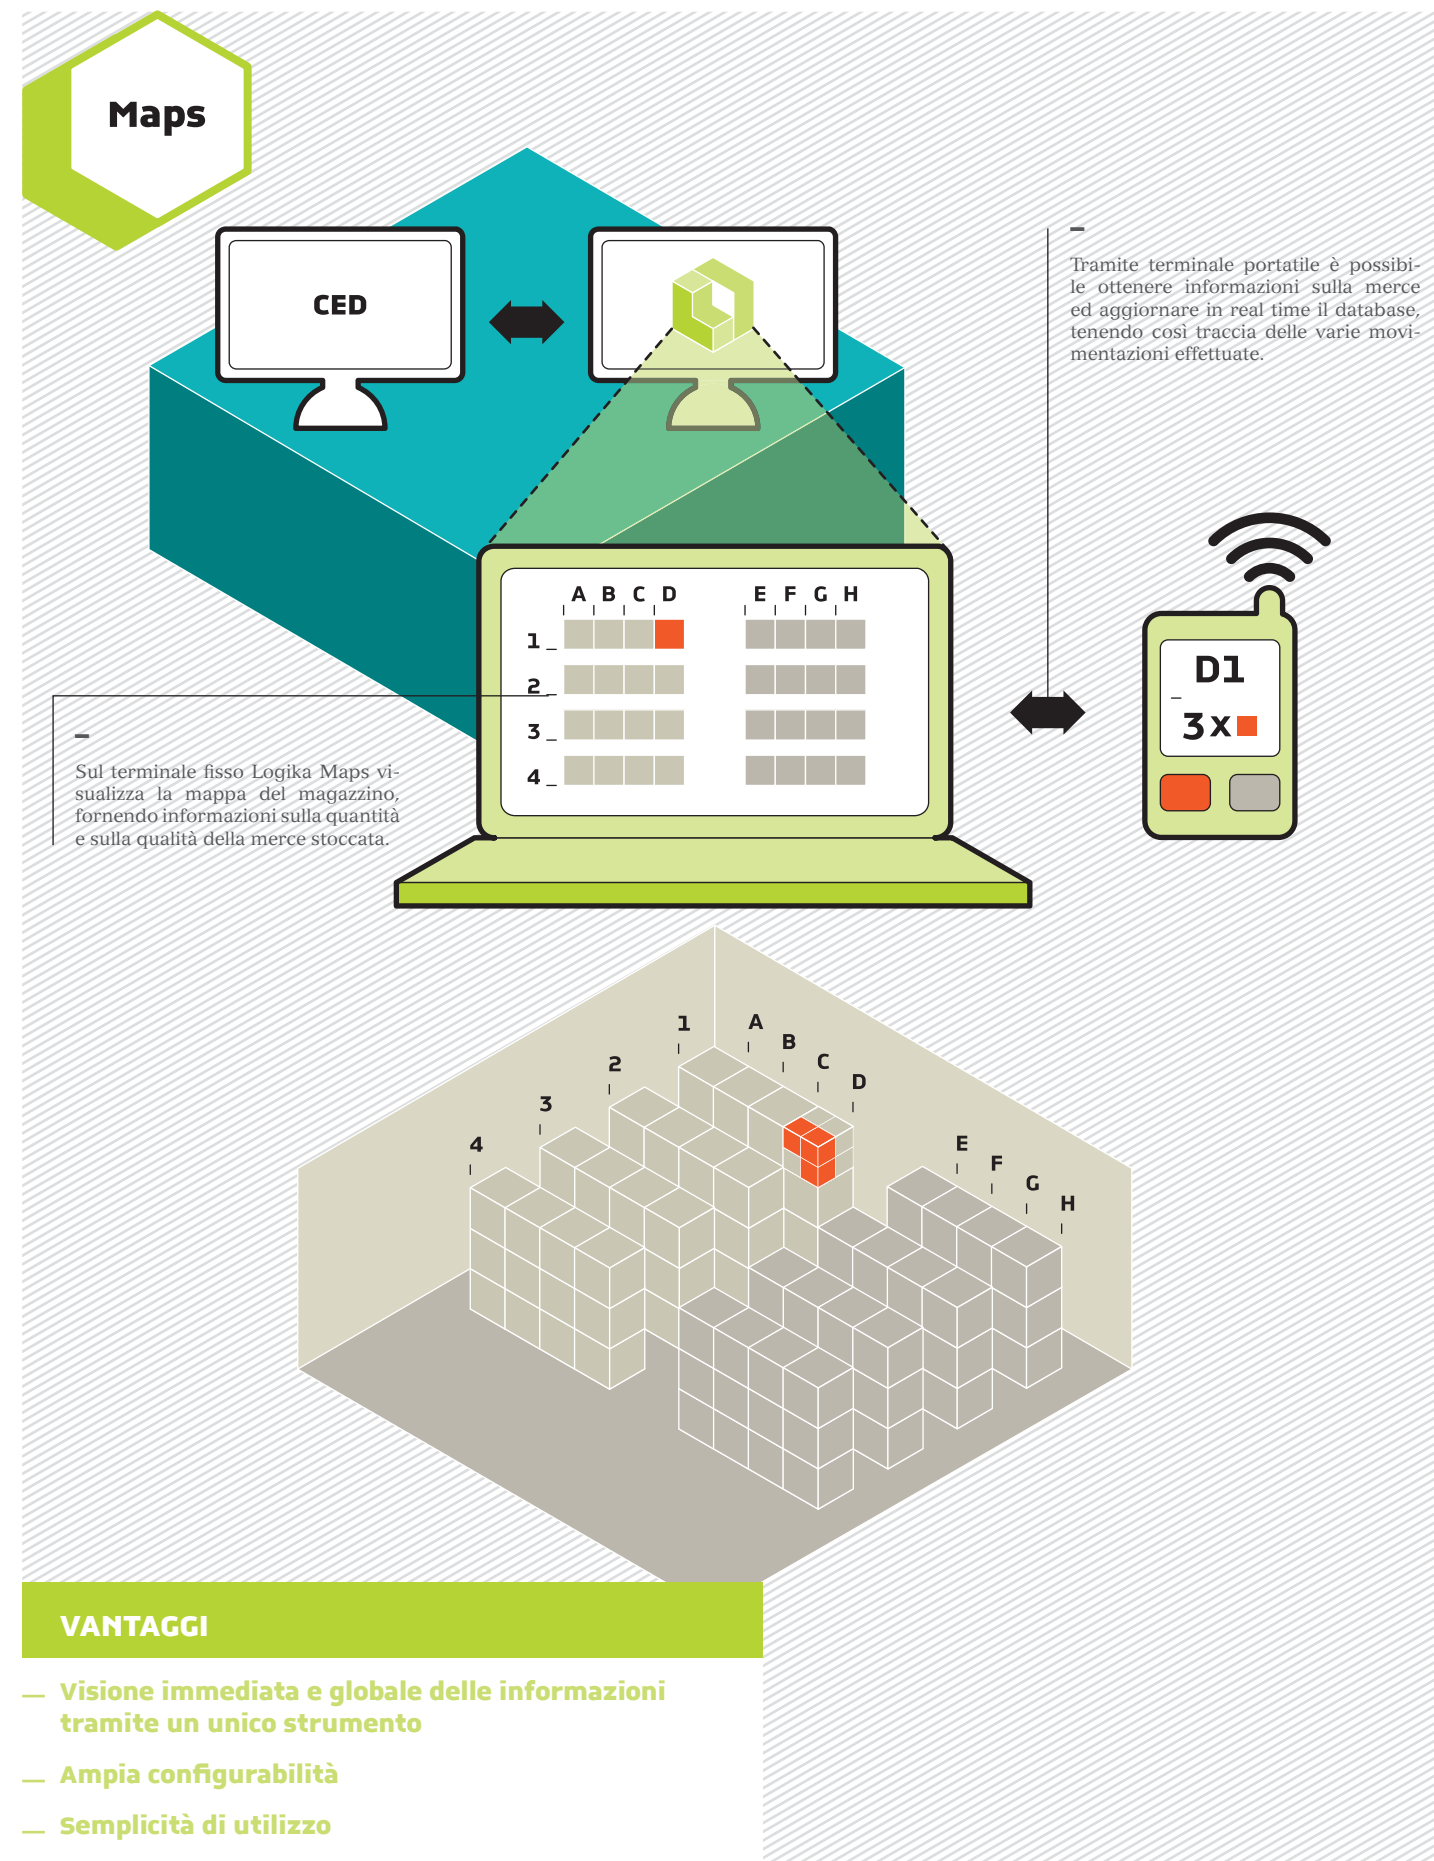 Maps
CED
Tramite terminale portatile è possibi-
le ottenere informazioni sulla merce
ed aggiornare in real time il database,
tenendo così traccia delle varie movi-
mentazioni effettuate.
A B C D E F G H
1
2
3
4
D1
3 x
Sul terminale fisso Logika Maps vi-
sualizza la mappa del magazzino,
fornendo informazioni sulla quantità
e sulla qualità della merce stoccata.
1 A
B
2 C
D
3
4 E
F
G
H
VANTAGGI
Visione immediata e globale delle informazioni
tramite un unico strumento
Ampia configurabilità
Semplicità di utilizzo